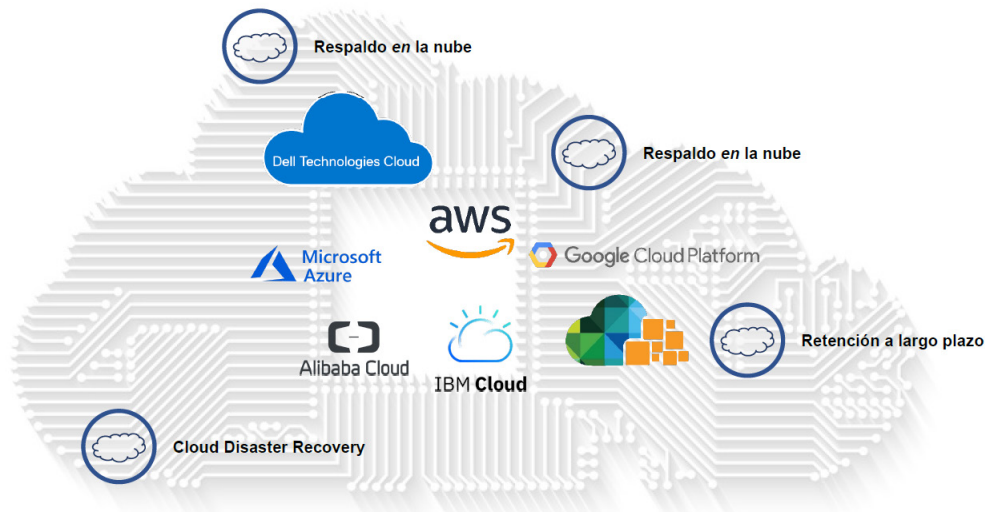 Respaldo en la nube
Dell Technologies Cloud
Respaldo en la nube
aws
Microsoft
Azure
Google Cloud Platform
Alibaba Cloud
IBM Cloud
Retención a largo plazo
Cloud Disaster Recovery